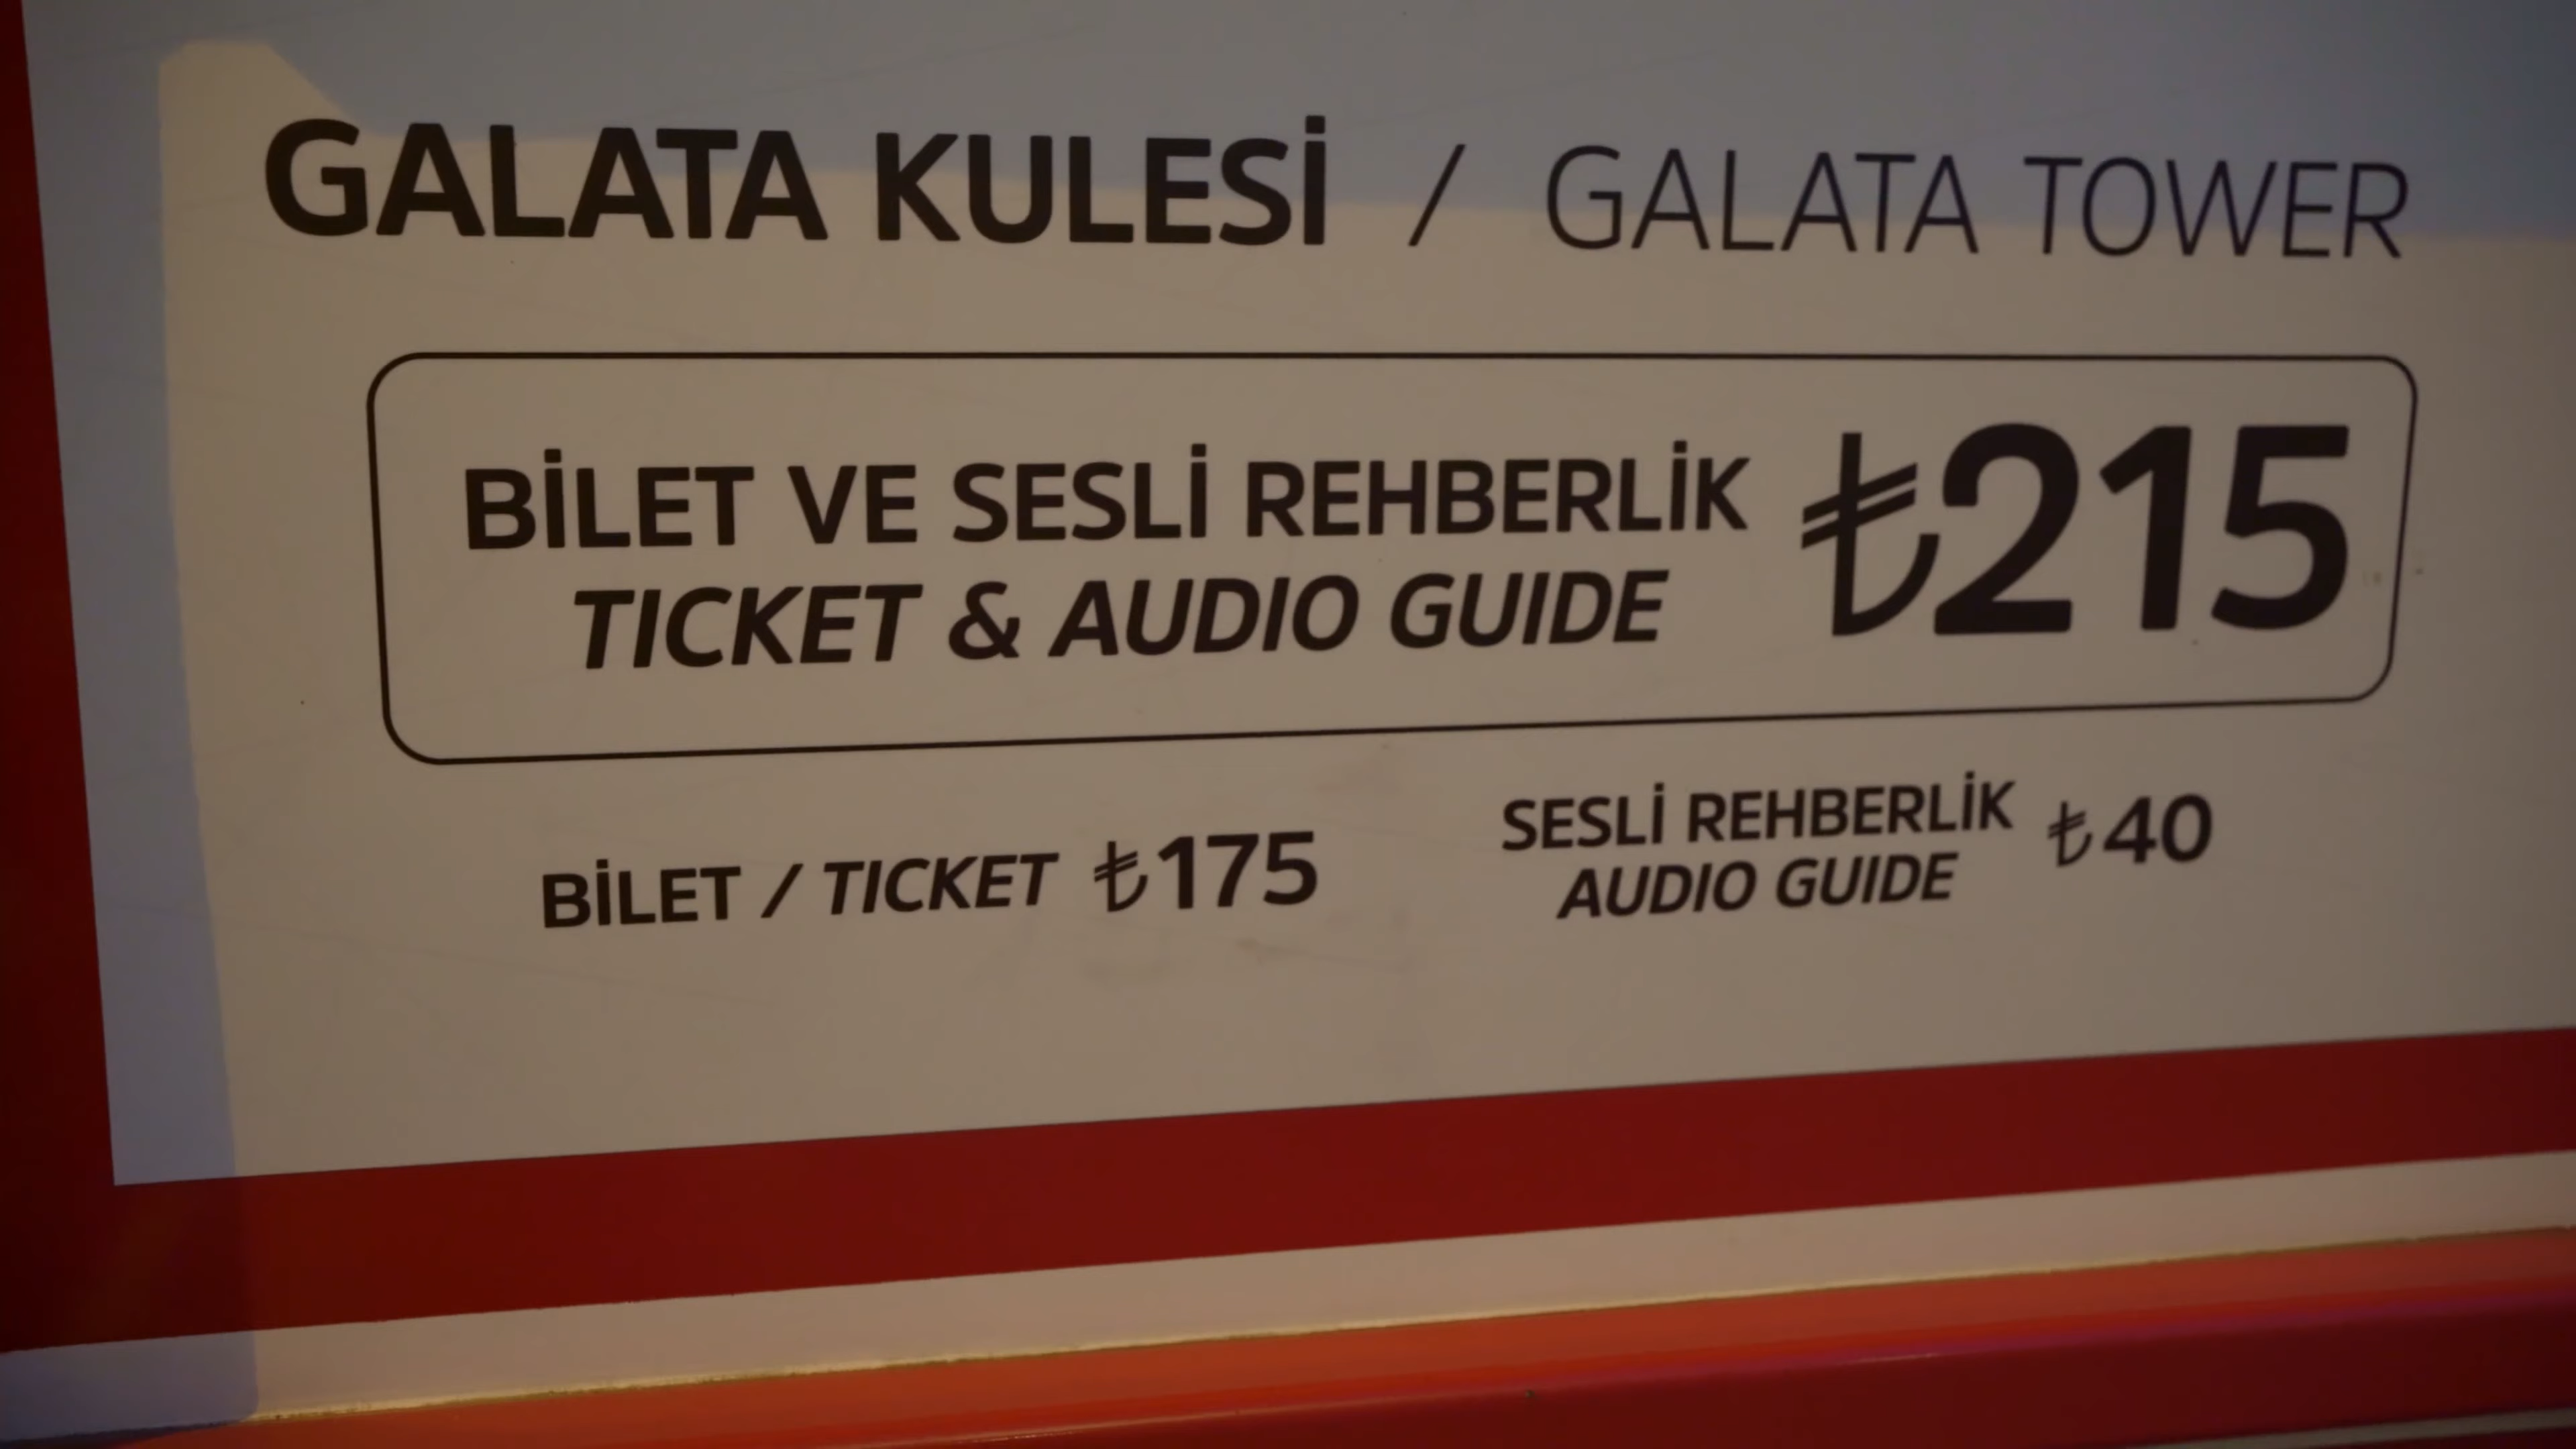 GALATA KULESİ / GALATA TOWER
BİLET VE SESLİ REHBERLİK ₺215
TICKET & AUDIO GUIDE
BİLET / TICKET ₺175
SESLİ REHBERLİK ₺40
AUDIO GUIDE